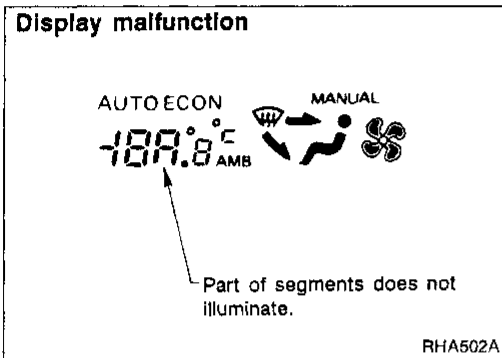 Display malfunction
AUTO ECON MANUAL
-188.8°C AMB
Part of segments does not
illuminate.
RHA502A